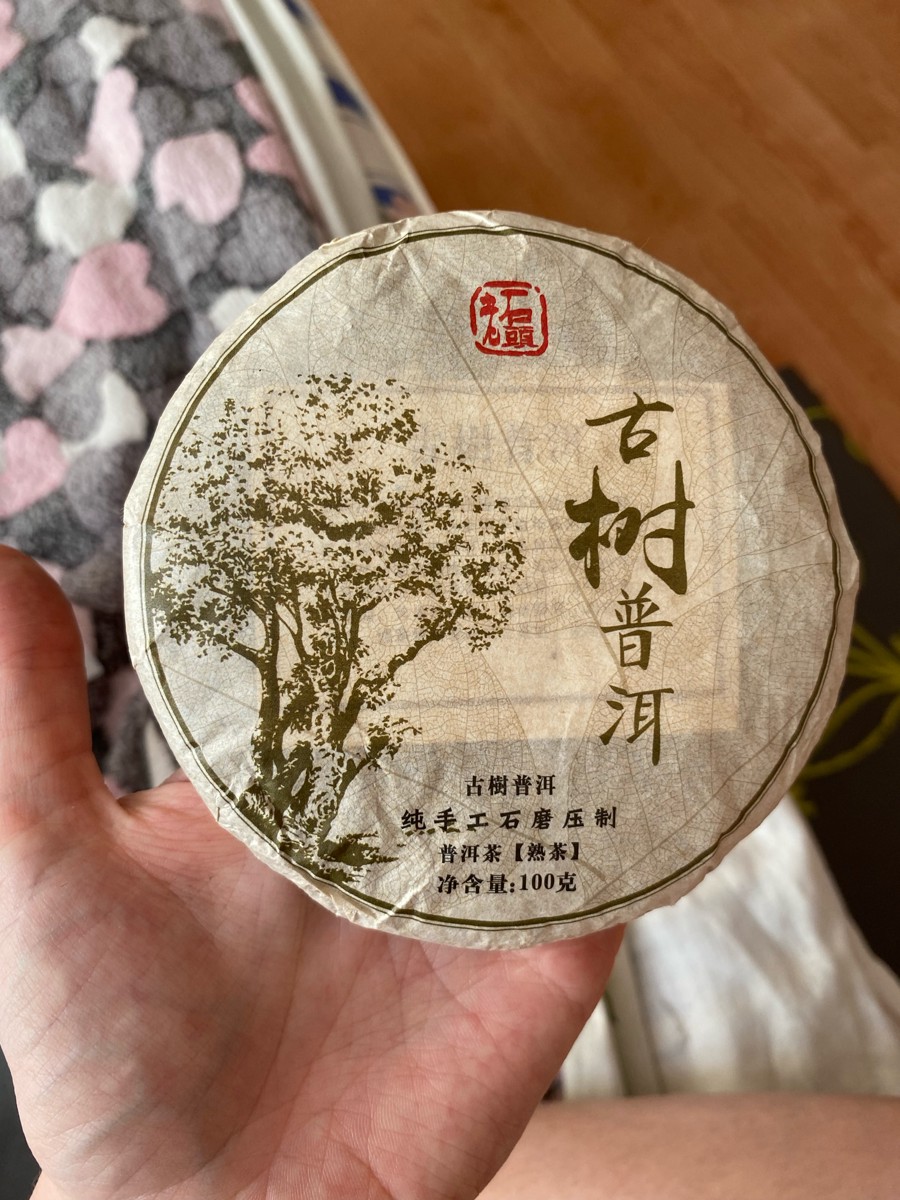 古树普洱
古樹普洱
纯手工石磨压制
普洱茶【熟茶】
净含量:100克